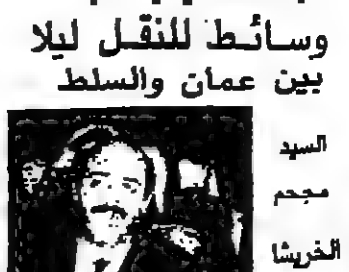 وسائط للنقل ليلا
بين عمان والسلط
السيد
مجحم
الخريشا